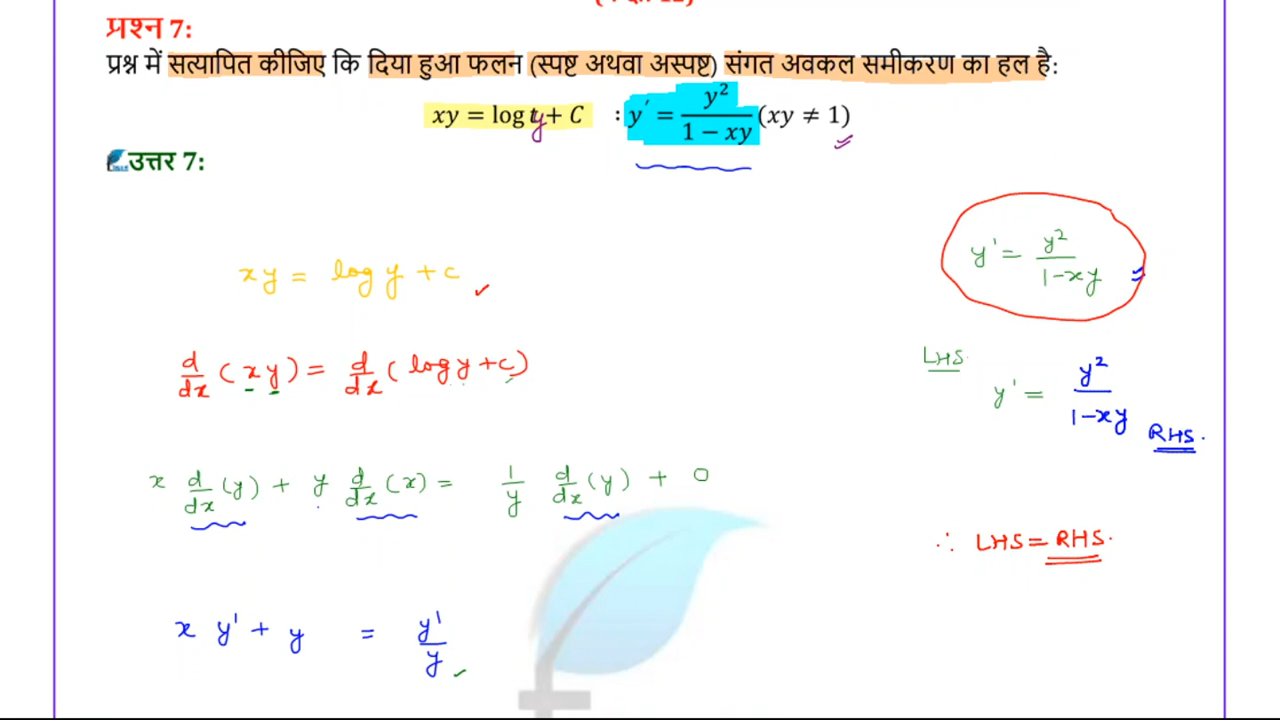 प्रश्न 7:
प्रश्न में सत्यापित कीजिए कि दिया हुआ फलन (स्पष्ट अथवा अस्पष्ट) संगत अवकल समीकरण का हल है:
xy = log y + C : y′ = y²/(1 − xy) (xy ≠ 1)
उत्तर 7:
y' = y²/(1-xy)
xy = log y + c
LHS.
d/dx (xy) = d/dx (log y + c)
y' = y²/(1-xy)
RHS.
x d/dx (y) + y d/dx (x) = 1/y d/dx (y) + 0
∴ LHS = RHS.
x y' + y = y'/y